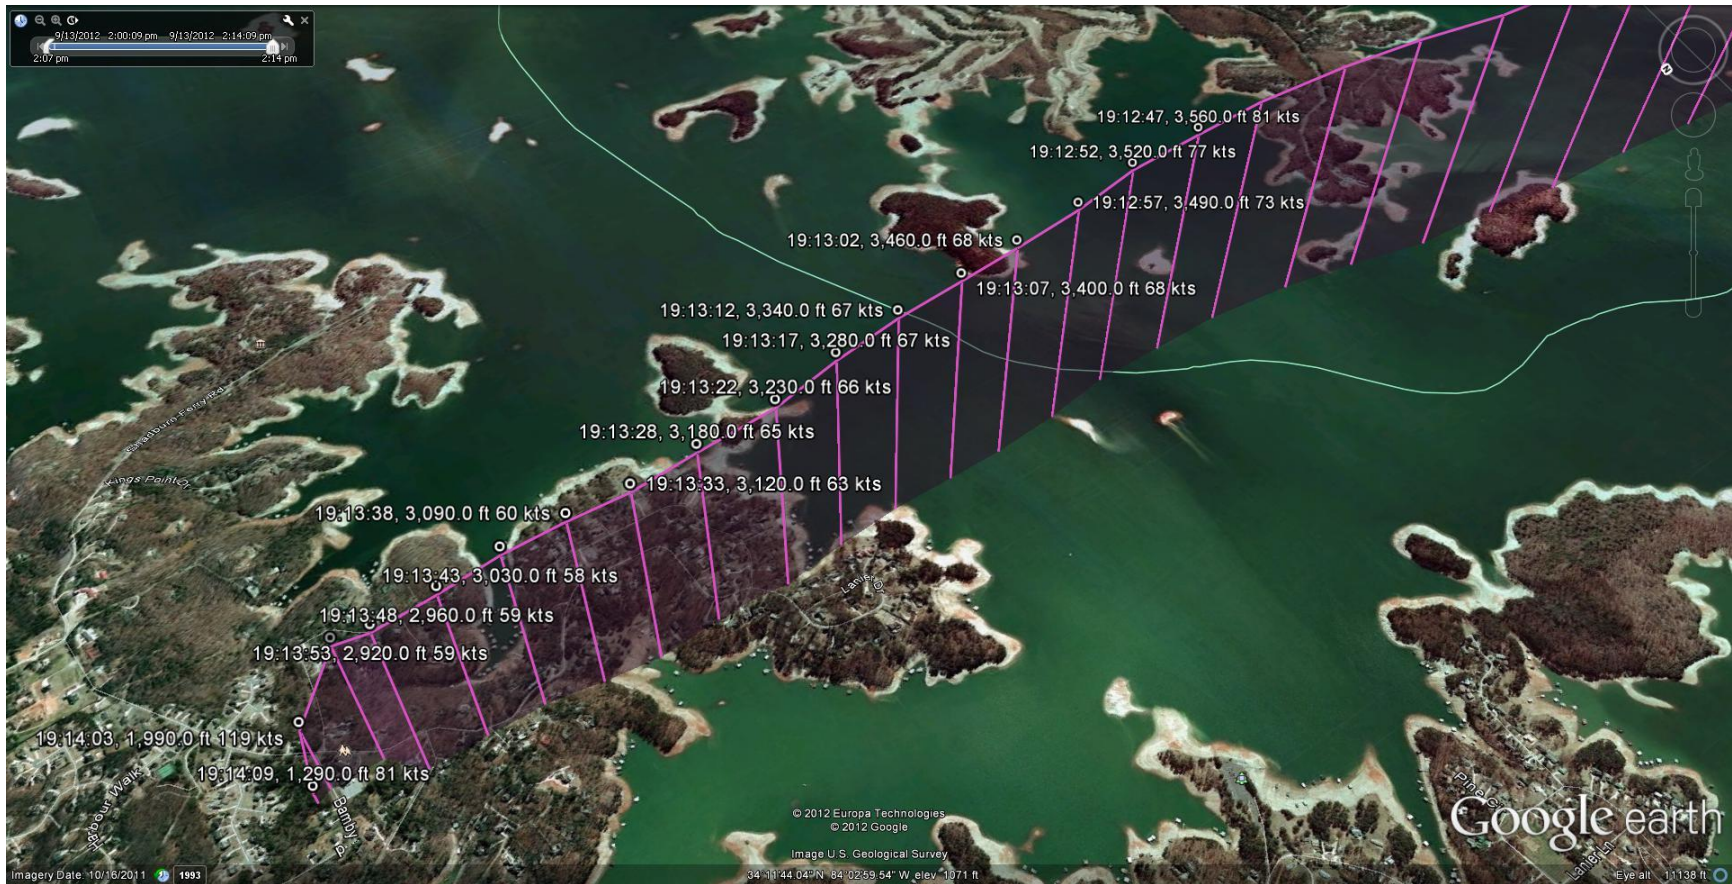 9/13/2012 2:00:09 pm 9/13/2012 2:14:09 pm
2:07 pm 2:14 pm
19:12:47, 3,560.0 ft 81 kts
19:12:52, 3,520.0 ft 77 kts
19:12:57, 3,490.0 ft 73 kts
19:13:02, 3,460.0 ft 68 kts
19:13:07, 3,400.0 ft 68 kts
19:13:12, 3,340.0 ft 67 kts
19:13:17, 3,280.0 ft 67 kts
19:13:22, 3,230.0 ft 66 kts
Shadburn Ferry Rd
19:13:28, 3,180.0 ft 65 kts
Kings Point Dr
19:13:33, 3,120.0 ft 63 kts
19:13:38, 3,090.0 ft 60 kts
19:13:43, 3,030.0 ft 58 kts
Lanier Dr
19:13:48, 2,960.0 ft 59 kts
19:13:53, 2,920.0 ft 59 kts
19:14:03, 1,990.0 ft 119 kts
19:14:09, 1,290.0 ft 81 kts
Harbour Walk
Bamby
Pine
© 2012 Europa Technologies
© 2012 Google
Google earth
Image U.S. Geological Survey
Lanier Ln
Imagery Date: 10/16/2011 1993
34°11'44.04" N 84°02'59.54" W elev 1071 ft
Eye alt 11138 ft